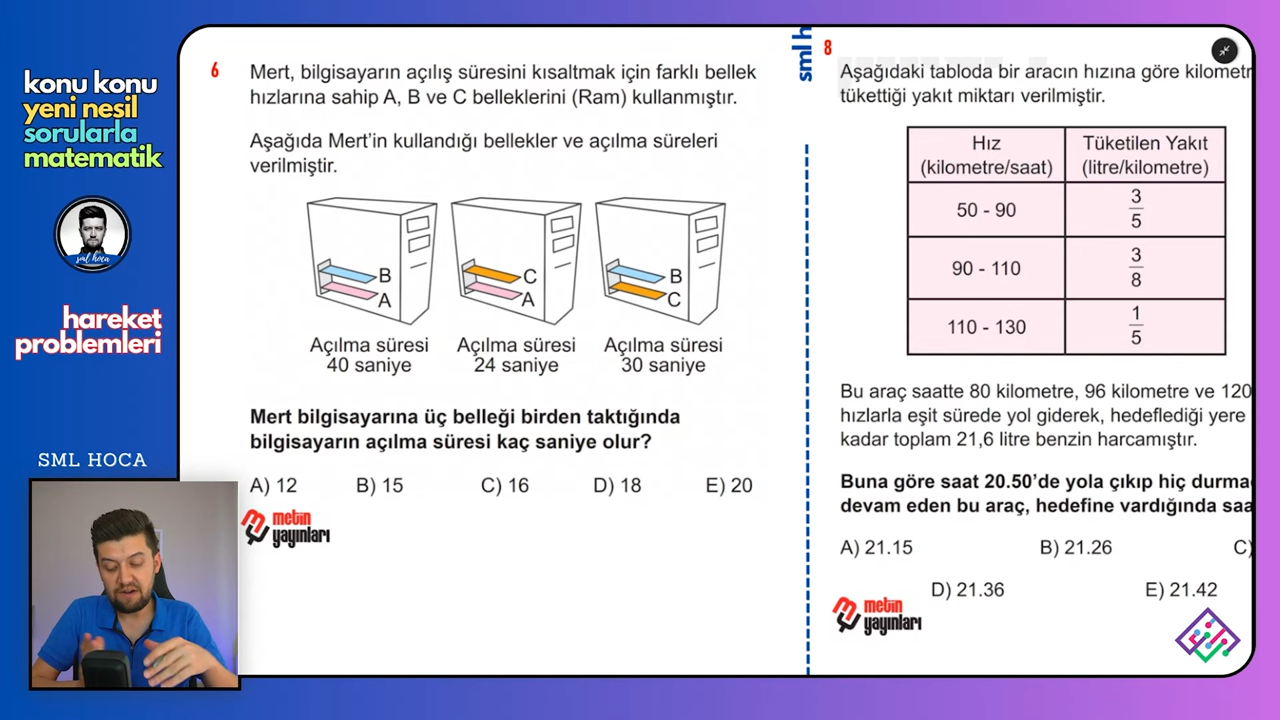 konu konu
yeni nesil
sorularla
matematik
sml hoca
hareket
problemleri
SML HOCA
6
Mert, bilgisayarın açılış süresini kısaltmak için farklı bellek
hızlarına sahip A, B ve C belleklerini (Ram) kullanmıştır.
Aşağıda Mert'in kullandığı bellekler ve açılma süreleri
verilmiştir.
B
A
C
A
B
C
Açılma süresi
40 saniye
Açılma süresi
24 saniye
Açılma süresi
30 saniye
Mert bilgisayarına üç belleği birden taktığında
bilgisayarın açılma süresi kaç saniye olur?
A) 12 B) 15 C) 16 D) 18 E) 20
metin
yayınları
sml h
8
Aşağıdaki tabloda bir aracın hızına göre kilometr
tükettiği yakıt miktarı verilmiştir.
Hız
(kilometre/saat)
Tüketilen Yakıt
(litre/kilometre)
50 - 90 3/5
90 - 110 3/8
110 - 130 1/5
Bu araç saatte 80 kilometre, 96 kilometre ve 120
hızlarla eşit sürede yol giderek, hedeflediği yere
kadar toplam 21,6 litre benzin harcamıştır.
Buna göre saat 20.50'de yola çıkıp hiç durma
devam eden bu araç, hedefine vardığında saa
A) 21.15 B) 21.26 C)
D) 21.36 E) 21.42
metin
yayınları